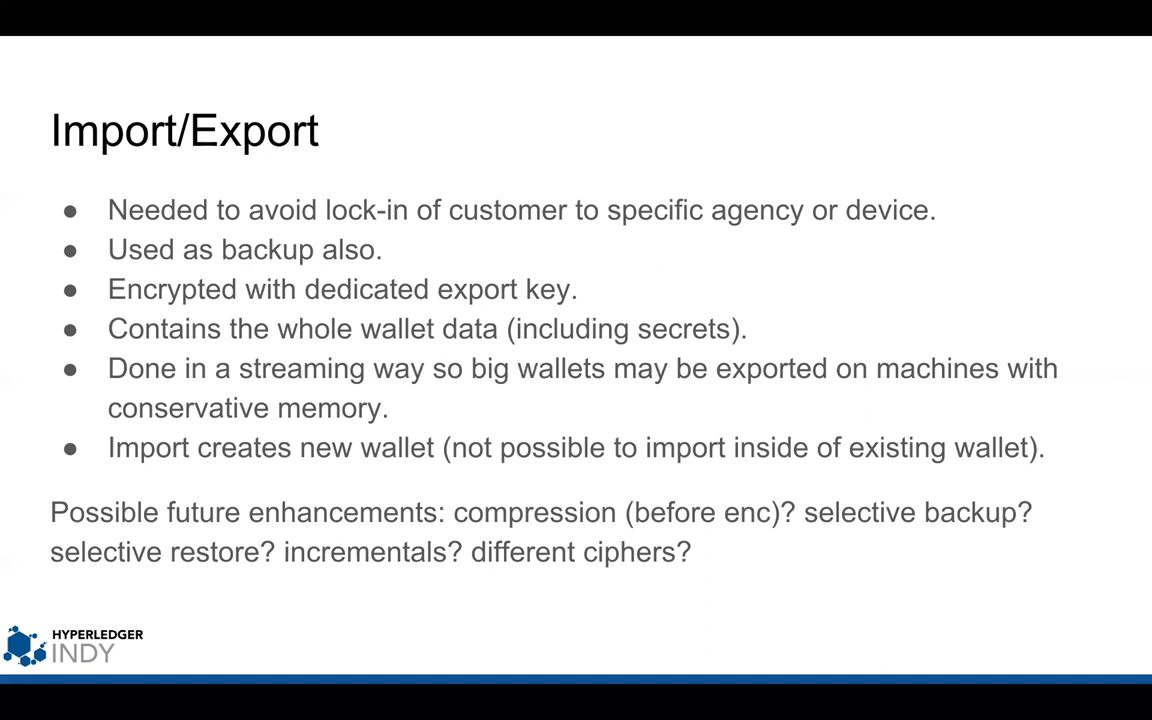 Import/Export
● Needed to avoid lock-in of customer to specific agency or device.
● Used as backup also.
● Encrypted with dedicated export key.
● Contains the whole wallet data (including secrets).
● Done in a streaming way so big wallets may be exported on machines with
conservative memory.
● Import creates new wallet (not possible to import inside of existing wallet).
Possible future enhancements: compression (before enc)? selective backup?
selective restore? incrementals? different ciphers?
HYPERLEDGER
INDY